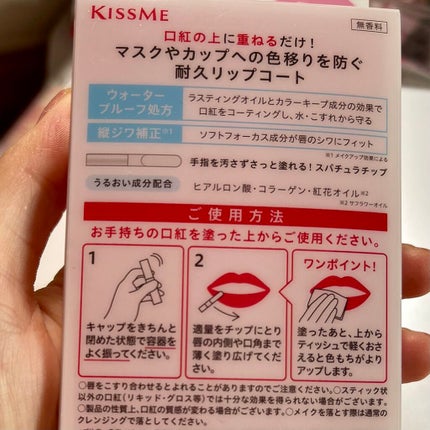 KISSME
無香料
口紅の上に重ねるだけ!
マスクやカップへの色移りを防ぐ
耐久リップコート
ウォーター
プルーフ処方
ラスティングオイルとカラーキープ成分の効果で
口紅をコーティングし、水・こすれから守る
縦ジワ補正※1
ソフトフォーカス成分が唇のシワにフィット
※1 メイクアップ効果による
手指を汚さずさっと塗れる!スパチュラチップ
うるおい成分配合
ヒアルロン酸・コラーゲン・紅花オイル※2
※2 サフラワーオイル
ご使用方法
お手持ちの口紅を塗った上からご使用ください。
1
キャップをきちんと
閉めた状態で容器を
よく振ってください。
2
適量をチップにとり
唇の内側や口角まで
薄く塗り広げてください。
ワンポイント!
塗ったあと、上から
ティッシュで軽くおさ
えると色もちがより
アップします。
○唇をこすり合わせるとよれることがありますのでご注意ください。○スティック状
以外の口紅(リキッド・グロス等)では十分な効果を得られない場合がございます。
○製品の性質上、口紅の質感が変わる場合がございます。○メイクを落とす際は通常の
クレンジングで落としてください。